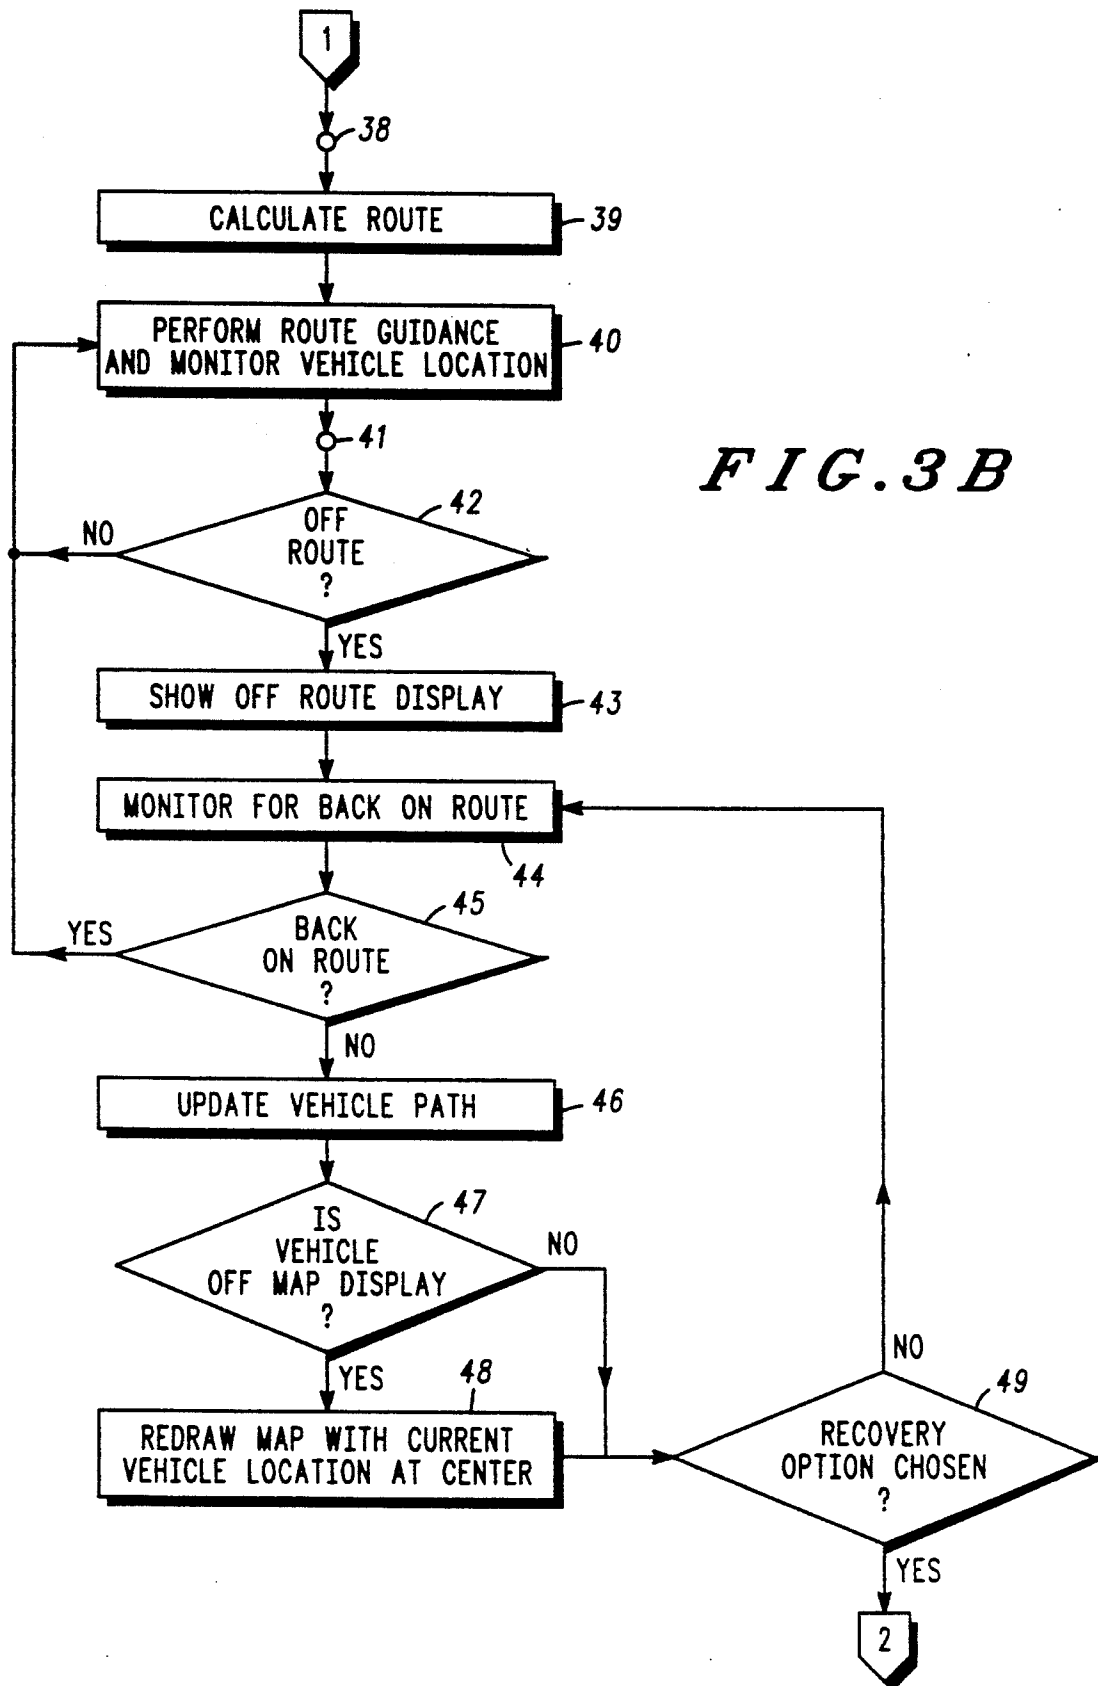 1
38
CALCULATE ROUTE
39
PERFORM ROUTE GUIDANCE
AND MONITOR VEHICLE LOCATION
40
41
FIG.3B
42
OFF
ROUTE
?
NO
YES
SHOW OFF ROUTE DISPLAY
43
MONITOR FOR BACK ON ROUTE
44
45
BACK
ON ROUTE
?
YES
NO
UPDATE VEHICLE PATH
46
47
IS
VEHICLE
OFF MAP DISPLAY
?
NO
YES
48
REDRAW MAP WITH CURRENT
VEHICLE LOCATION AT CENTER
NO
49
RECOVERY
OPTION CHOSEN
?
YES
2